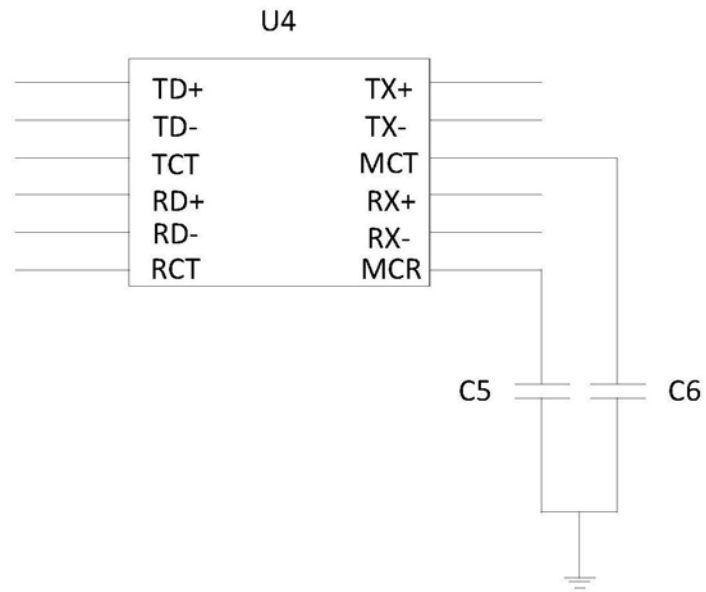 U4
TD+ TX+
TD- TX-
TCT MCT
RD+ RX+
RD- RX-
RCT MCR
C5 C6